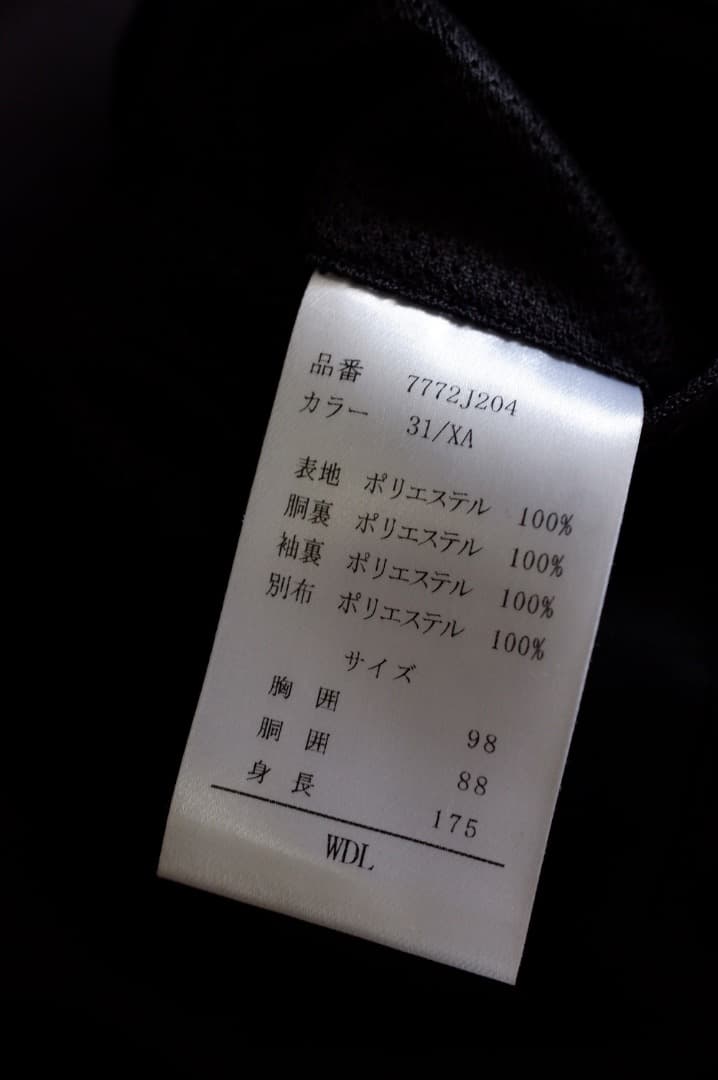 品番 7772J204
カラー 31/XA
表地 ポリエステル 100%
胴裏 ポリエステル 100%
袖裏 ポリエステル 100%
別布 ポリエステル 100%
サイズ
胸囲 98
胴囲 88
身長 175
WDL